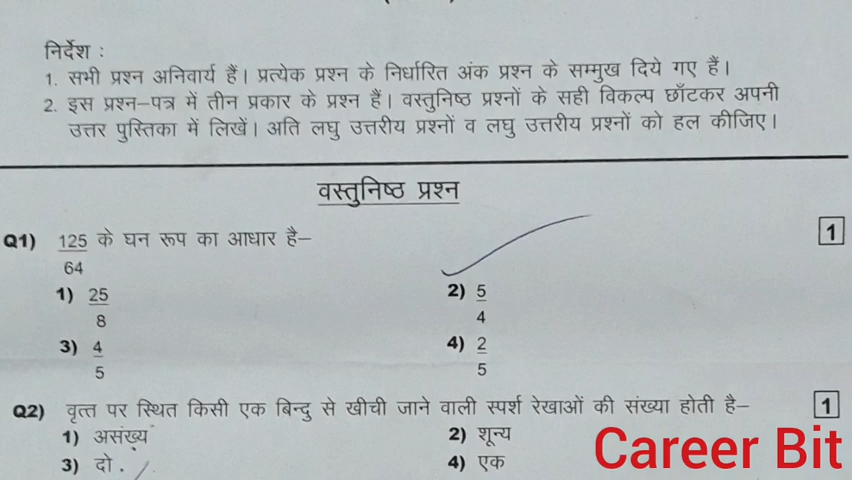 निर्देश :
1. सभी प्रश्न अनिवार्य हैं। प्रत्येक प्रश्न के निर्धारित अंक प्रश्न के सम्मुख दिये गए हैं।
2. इस प्रश्न–पत्र में तीन प्रकार के प्रश्न हैं। वस्तुनिष्ठ प्रश्नों के सही विकल्प छाँटकर अपनी
उत्तर पुस्तिका में लिखें। अति लघु उत्तरीय प्रश्नों व लघु उत्तरीय प्रश्नों को हल कीजिए।
वस्तुनिष्ठ प्रश्न
Q1) 125/64 के घन रूप का आधार है– 1
1) 25/8 2) 5/4
3) 4/5 4) 2/5
Q2) वृत्त पर स्थित किसी एक बिन्दु से खीची जाने वाली स्पर्श रेखाओं की संख्या होती है– 1
1) असंख्य 2) शून्य
3) दो . 4) एक
Career Bit